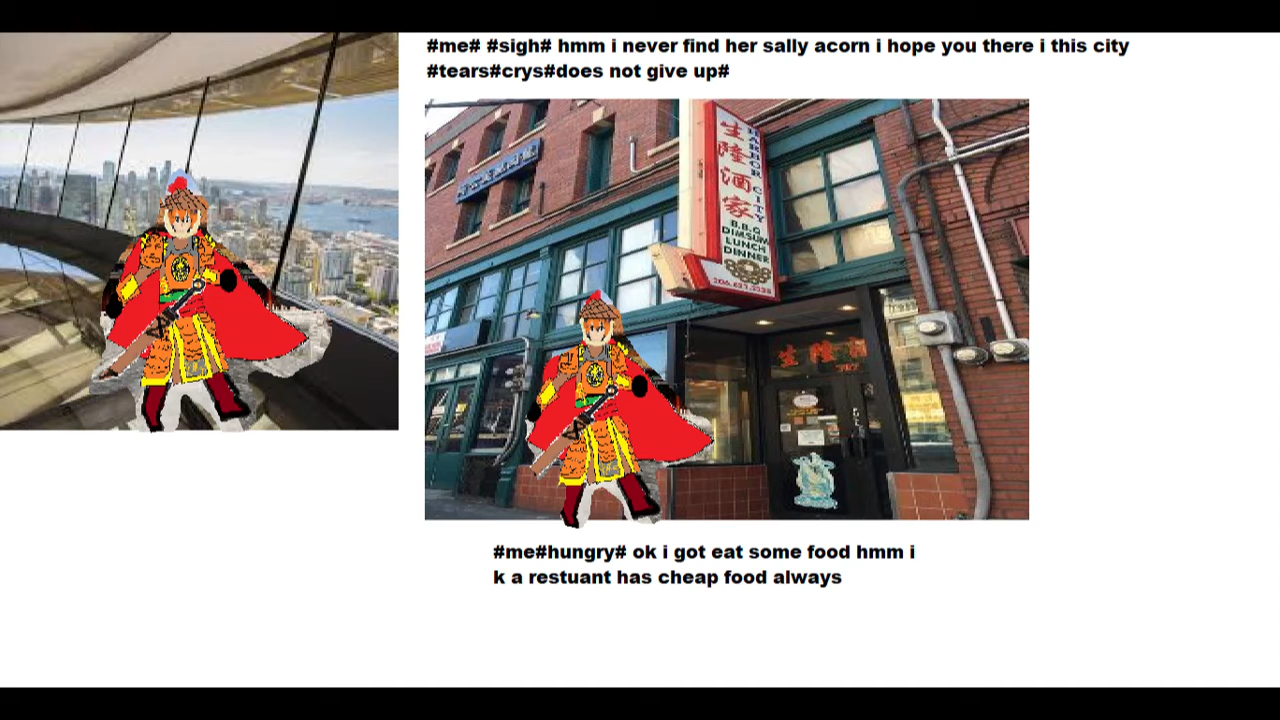 #me# #sigh# hmm i never find her sally acorn i hope you there i this city
#tears#crys#does not give up#
生隆酒家
HARBOR CITY
B.B.Q
DIMSUM
LUNCH
DINNER
生隆
707
#me#hungry# ok i got eat some food hmm i
k a restuant has cheap food always